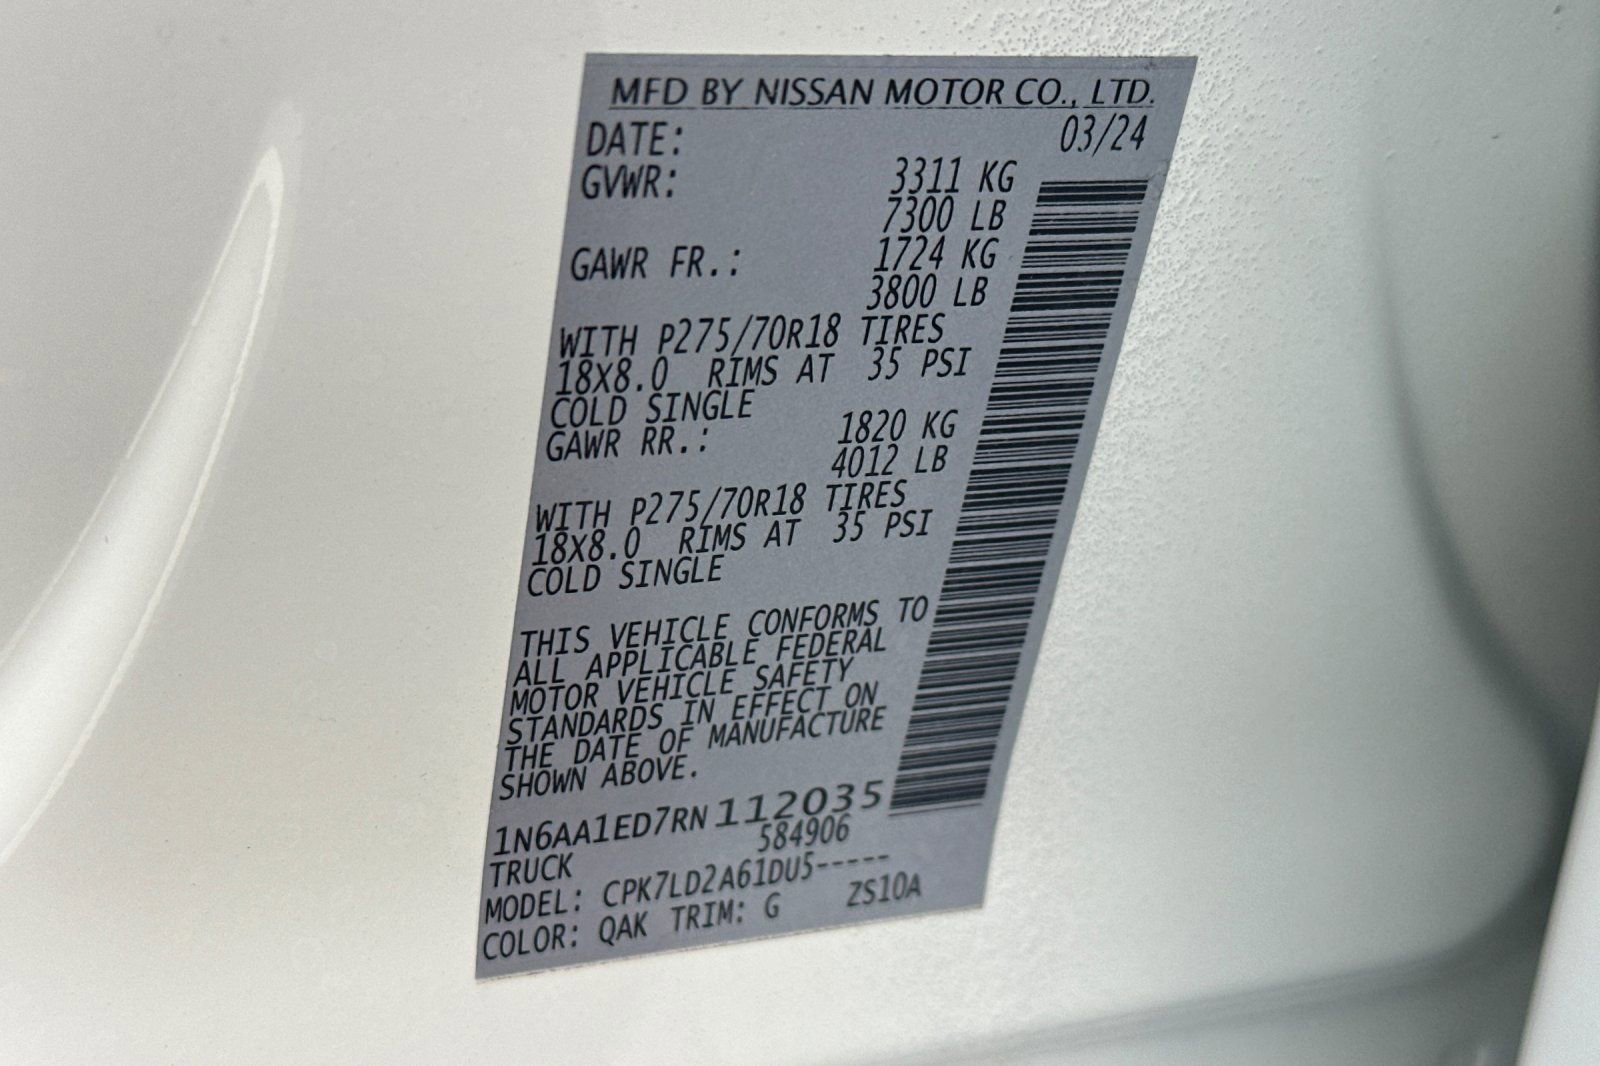 MFD BY NISSAN MOTOR CO., LTD.
DATE: 03/24
GVWR: 3311 KG
7300 LB
GAWR FR.: 1724 KG
3800 LB
WITH P275/70R18 TIRES
18X8.0 RIMS AT 35 PSI
COLD SINGLE
GAWR RR.: 1820 KG
4012 LB
WITH P275/70R18 TIRES
18X8.0 RIMS AT 35 PSI
COLD SINGLE
THIS VEHICLE CONFORMS TO
ALL APPLICABLE FEDERAL
MOTOR VEHICLE SAFETY
STANDARDS IN EFFECT ON
THE DATE OF MANUFACTURE
SHOWN ABOVE.
1N6AA1ED7RN112035
TRUCK 584906
MODEL: CPK7LD2A61DU5-----
COLOR: QAK TRIM: G ZS10A